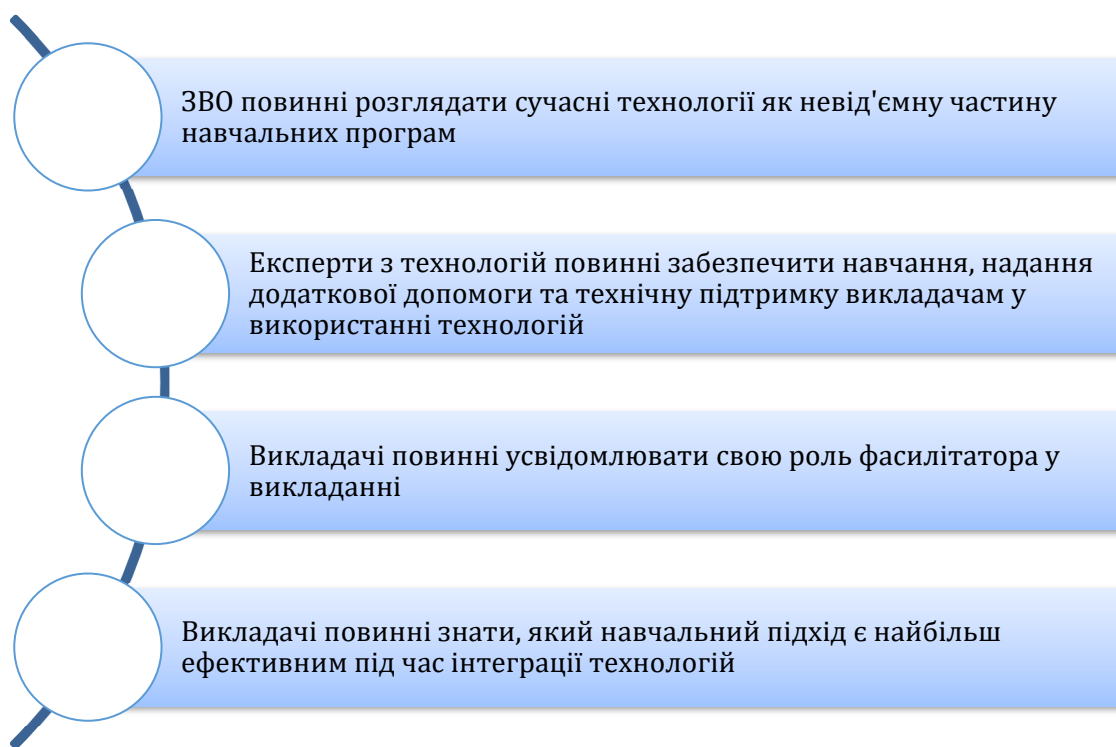 ЗВО повинні розглядати сучасні технології як невід'ємну частину
навчальних програм
Експерти з технологій повинні забезпечити навчання, надання
додаткової допомоги та технічну підтримку викладачам у
використанні технологій
Викладачі повинні усвідомлювати свою роль фасилітатора у
викладанні
Викладачі повинні знати, який навчальний підхід є найбільш
ефективним під час інтеграції технологій